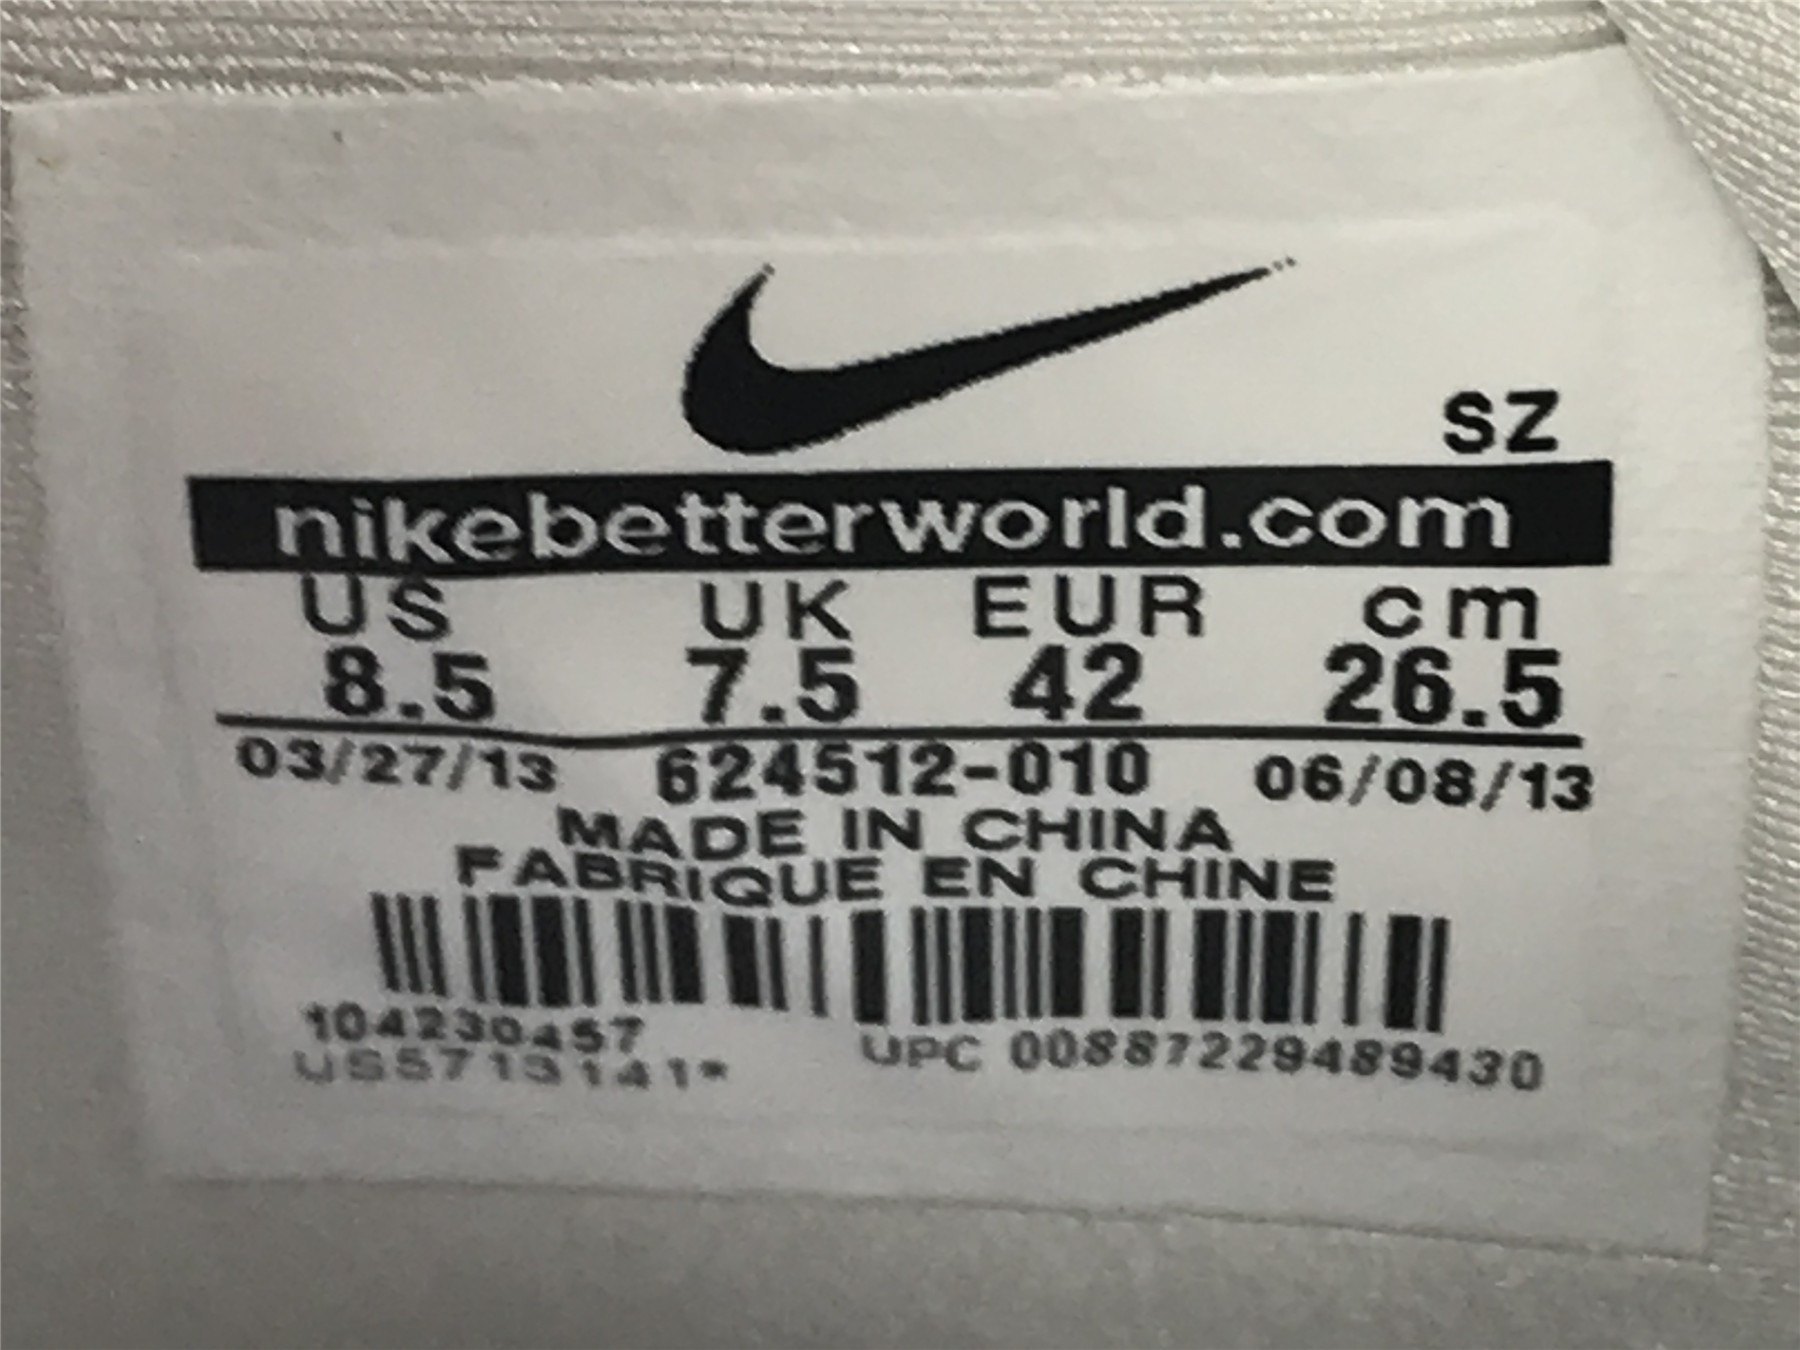 SZ
nikebetterworld.com
US UK EUR cm
8.5 7.5 42 26.5
03/27/13 624512-010 06/08/13
MADE IN CHINA
FABRIQUE EN CHINE
104230457
US5713141* UPC 00887229489430